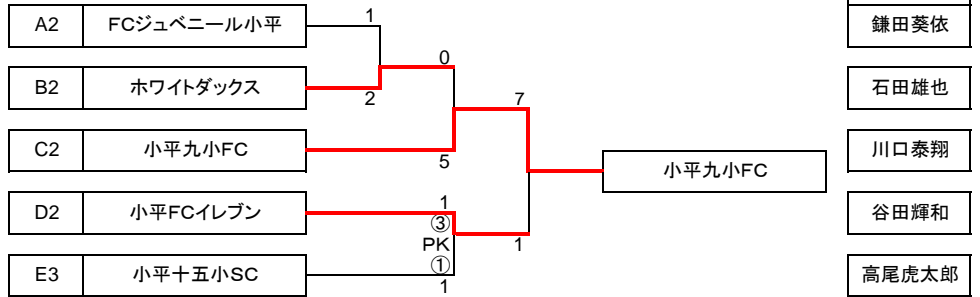 A2 FCジュベニール小平 1 鎌田葵依
0
B2 ホワイトダックス 2 7 石田雄也
C2 小平九小FC 5 川口泰翔
小平九小FC
D2 小平FCイレブン 1 谷田輝和
③
PK 1
①
E3 小平十五小SC 1 高尾虎太郎